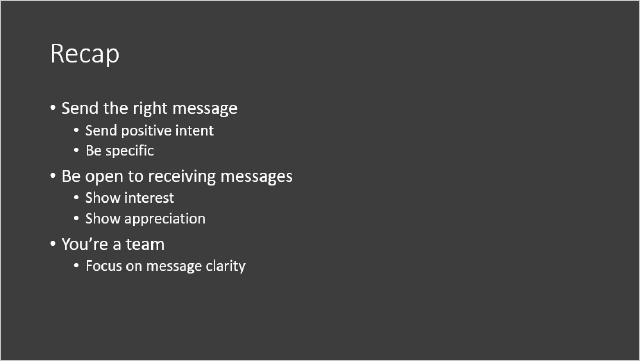 Recap
• Send the right message
• Send positive intent
• Be specific
• Be open to receiving messages
• Show interest
• Show appreciation
• You’re a team
• Focus on message clarity